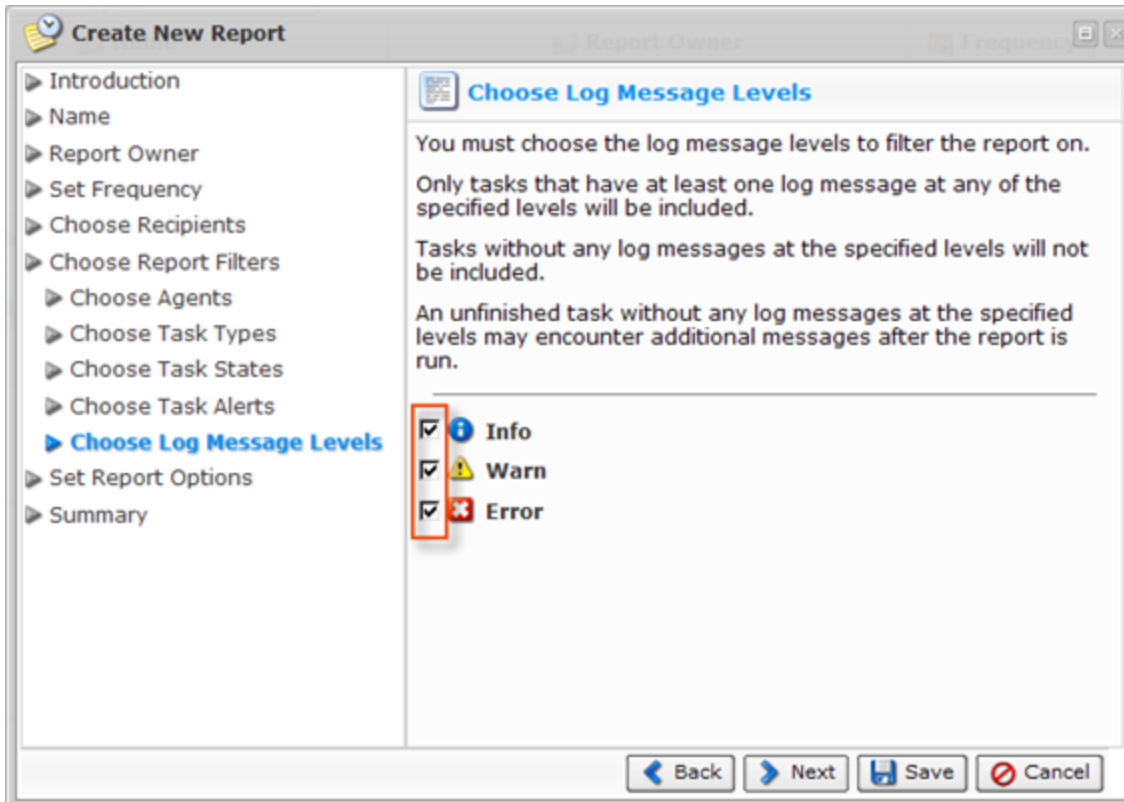 Create New Report
Name
Report Owner
Frequency
Introduction
Name
Report Owner
Set Frequency
Choose Recipients
Choose Report Filters
Choose Agents
Choose Task Types
Choose Task States
Choose Task Alerts
Choose Log Message Levels
Set Report Options
Summary
Choose Log Message Levels
You must choose the log message levels to filter the report on.
Only tasks that have at least one log message at any of the
specified levels will be included.
Tasks without any log messages at the specified levels will not
be included.
An unfinished task without any log messages at the specified
levels may encounter additional messages after the report is
run.
Info
Warn
Error
Back
Next
Save
Cancel